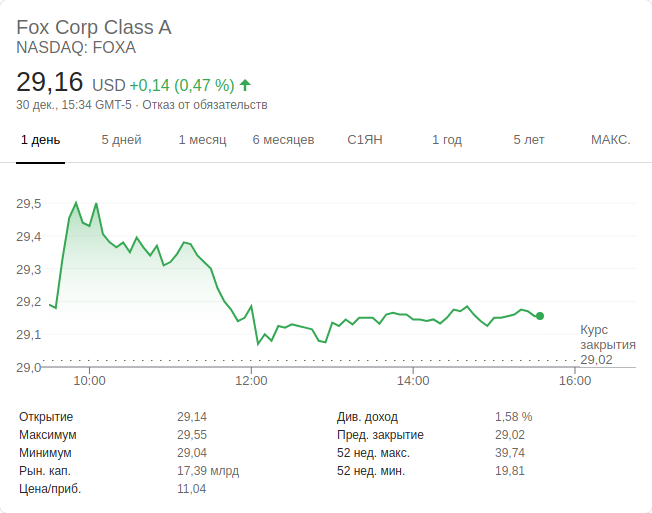 Fox Corp Class A
NASDAQ: FOXA
29,16 USD +0,14 (0,47 %)
30 дек., 15:34 GMT-5 · Отказ от обязательств
1 день 5 дней 1 месяц 6 месяцев С1ЯН 1 год 5 лет МАКС.
29,5
29,4
29,3
29,2
29,1
29,0
Курс
закрытия
29,02
10:00 12:00 14:00 16:00
Открытие 29,14 Див. доход 1,58 %
Максимум 29,55 Пред. закрытие 29,02
Минимум 29,04 52 нед. макс. 39,74
Рын. кап. 17,39 млрд 52 нед. мин. 19,81
Цена/приб. 11,04